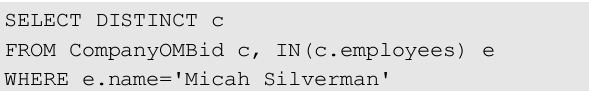 SELECT DISTINCT c
FROM CompanyOMBid c, IN(c.employees) e
WHERE e.name='Micah Silverman'